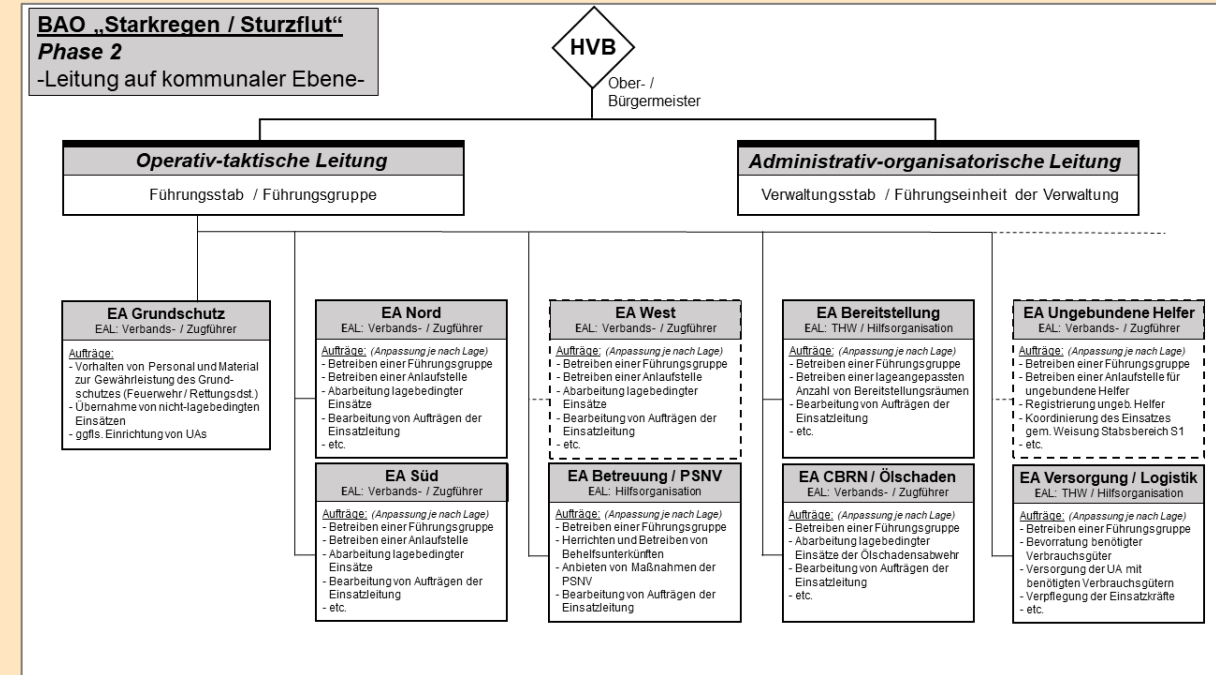 BAO „Starkregen / Sturzflut“
Phase 2
-Leitung auf kommunaler Ebene-
HVB
Ober- /
Bürgermeister
Operativ-taktische Leitung
Führungsstab / Führungsgruppe
Administrativ-organisatorische Leitung
Verwaltungsstab / Führungseinheit der Verwaltung
EA Grundschutz
EAL: Verbands- / Zugführer
Aufträge:
- Vorhalten von Personal und Material
zur Gewährleistung des Grund-
schutzes (Feuerwehr / Rettungsdst.)
- Übernahme von nicht-lagebedingten
Einsätzen
- ggfls. Einrichtung von UAs
EA Nord
EAL: Verbands- / Zugführer
Aufträge: (Anpassung je nach Lage)
- Betreiben einer Führungsgruppe
- Betreiben einer Anlaufstelle
- Abarbeitung lagebedingter
Einsätze
- Bearbeitung von Aufträgen der
Einsatzleitung
- etc.
EA West
EAL: Verbands- / Zugführer
Aufträge: (Anpassung je nach Lage)
- Betreiben einer Führungsgruppe
- Betreiben einer Anlaufstelle
- Abarbeitung lagebedingter
Einsätze
- Bearbeitung von Aufträgen der
Einsatzleitung
- etc.
EA Bereitstellung
EAL: THW / Hilfsorganisation
Aufträge: (Anpassung je nach Lage)
- Betreiben einer Führungsgruppe
- Betreiben einer lageangepassten
Anzahl von Bereitstellungsräumen
- Bearbeitung von Aufträgen der
Einsatzleitung
- etc.
EA Ungebundene Helfer
EAL: Verbands- / Zugführer
Aufträge: (Anpassung je nach Lage)
- Betreiben einer Führungsgruppe
- Betreiben einer Anlaufstelle für
ungebundene Helfer
- Registrierung ungeb. Helfer
- Koordinierung des Einsatzes
gem. Weisung Stabsbereich S1
- etc.
EA Süd
EAL: Verbands- / Zugführer
Aufträge: (Anpassung je nach Lage)
- Betreiben einer Führungsgruppe
- Betreiben einer Anlaufstelle
- Abarbeitung lagebedingter
Einsätze
- Bearbeitung von Aufträgen der
Einsatzleitung
- etc.
EA Betreuung / PSNV
EAL: Hilfsorganisation
Aufträge: (Anpassung je nach Lage)
- Betreiben einer Führungsgruppe
- Herrichten und Betreiben von
Behelfsunterkünften
- Anbieten von Maßnahmen der
PSNV
- Bearbeitung von Aufträgen der
Einsatzleitung
EA CBRN / Ölschaden
EAL: Verbands- / Zugführer
Aufträge: (Anpassung je nach Lage)
- Betreiben einer Führungsgruppe
- Abarbeitung lagebedingter
Einsätze der Ölschadensabwehr
- Bearbeitung von Aufträgen der
Einsatzleitung
- etc.
EA Versorgung / Logistik
EAL: THW / Hilfsorganisation
Aufträge: (Anpassung je nach Lage)
- Betreiben einer Führungsgruppe
- Bevorratung benötigter
Verbrauchsgüter
- Versorgung der UA mit
benötigten Verbrauchsgütern
- Verpflegung der Einsatzkräfte
- etc.